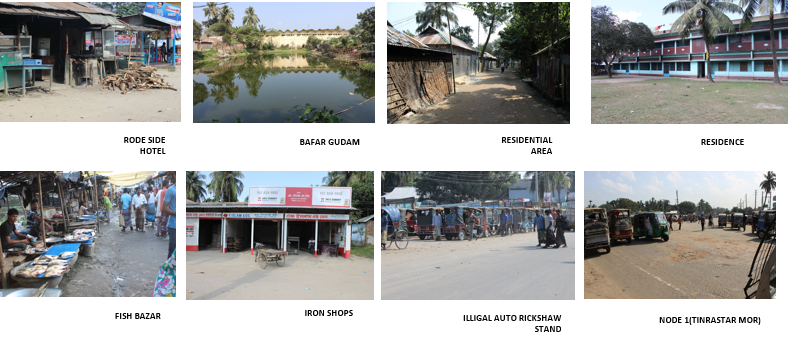 RODE SIDE
HOTEL
BAFAR GUDAM
RESIDENTIAL
AREA
RESIDENCE
FISH BAZAR
IRON SHOPS
ILLIGAL AUTO RICKSHAW
STAND
NODE 1(TINRASTAR MOR)